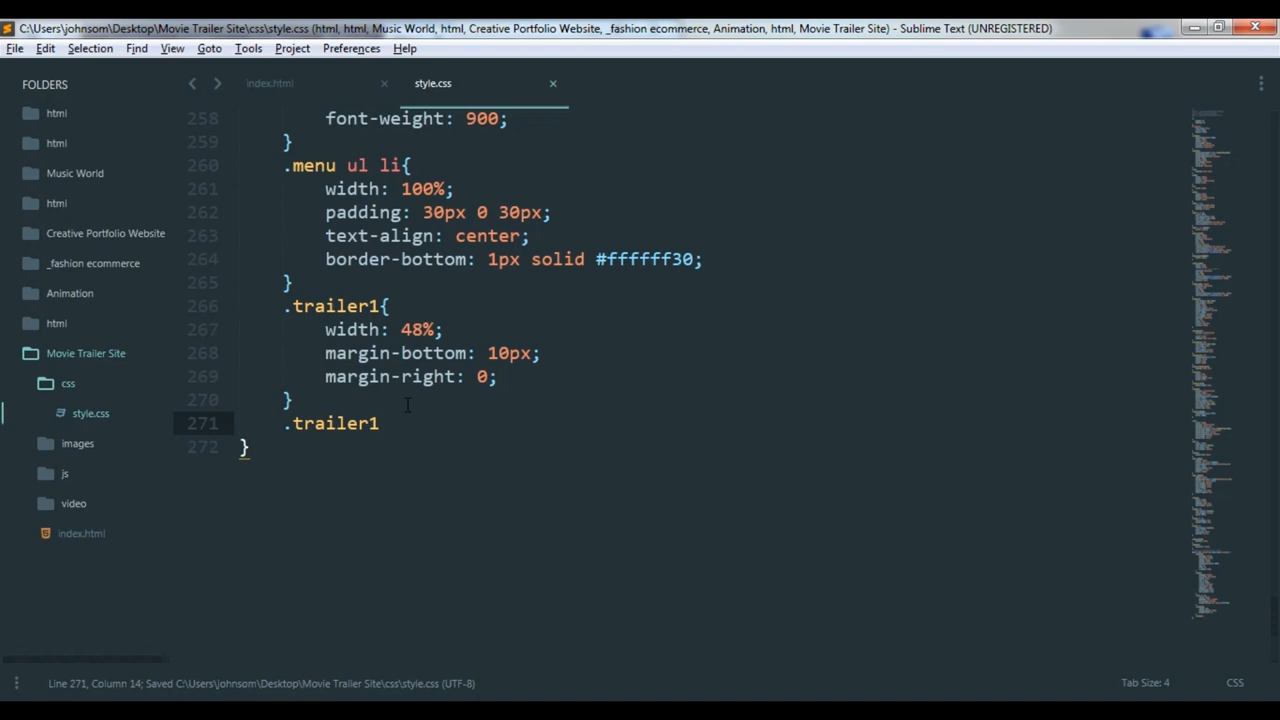 C:\Users\johnsom\Desktop\Movie Trailer Site\css\style.css (html, html, Music World, html, Creative Portfolio Website, _fashion ecommerce, Animation, html, Movie Trailer Site) - Sublime Text (UNREGISTERED)
File Edit Selection Find View Goto Tools Project Preferences Help
FOLDERS
html
html
Music World
html
Creative Portfolio Website
_fashion ecommerce
Animation
html
Movie Trailer Site
css
style.css
images
js
video
index.html
index.html style.css
258 font-weight: 900;
259 }
260 .menu ul li{
261 width: 100%;
262 padding: 30px 0 30px;
263 text-align: center;
264 border-bottom: 1px solid #ffffff30;
265 }
266 .trailer1{
267 width: 48%;
268 margin-bottom: 10px;
269 margin-right: 0;
270 }
271 .trailer1
272 }
Line 271, Column 14; Saved C:\Users\johnsom\Desktop\Movie Trailer Site\css\style.css (UTF-8)
Tab Size: 4
CSS